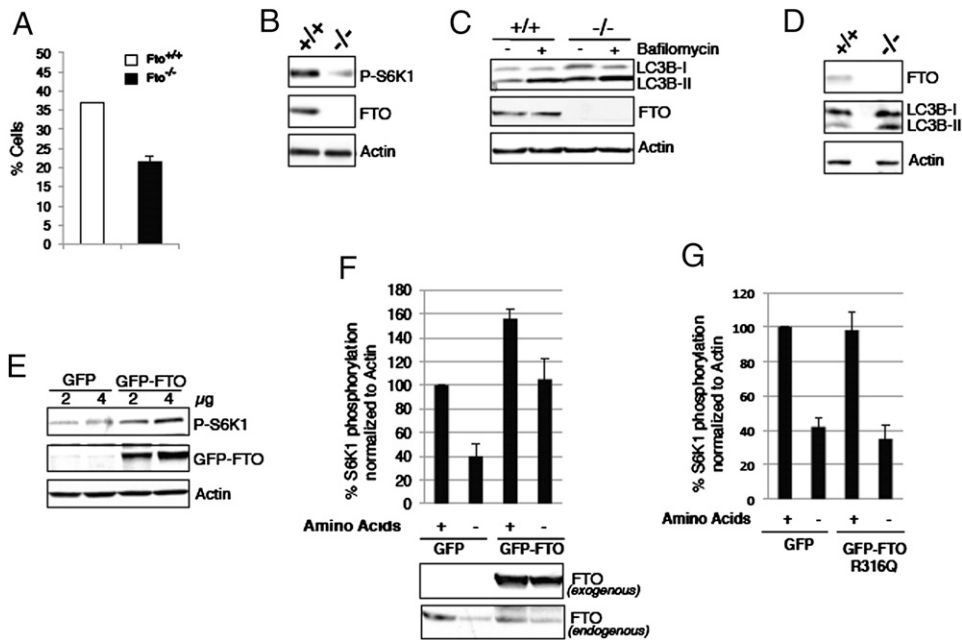 A
% Cells
50
45
40
35
30
25
20
15
10
5
0
Fto+/+
Fto-/-
B
+/+ -/-
P-S6K1
FTO
Actin
C
+/+ -/-
- + - + Bafilomycin
LC3B-I
LC3B-II
FTO
Actin
D
+/+ -/-
FTO
LC3B-I
LC3B-II
Actin
E
GFP GFP-FTO
2 4 2 4 µg
P-S6K1
GFP-FTO
Actin
F
% S6K1 phosphorylation
normalized to Actin
180
160
140
120
100
80
60
40
20
0
Amino Acids + - + -
GFP GFP-FTO
FTO
(exogenous)
FTO
(endogenous)
G
% S6K1 phosphorylation
normalized to Actin
120
100
80
60
40
20
0
Amino Acids + - + -
GFP GFP-FTO
R316Q